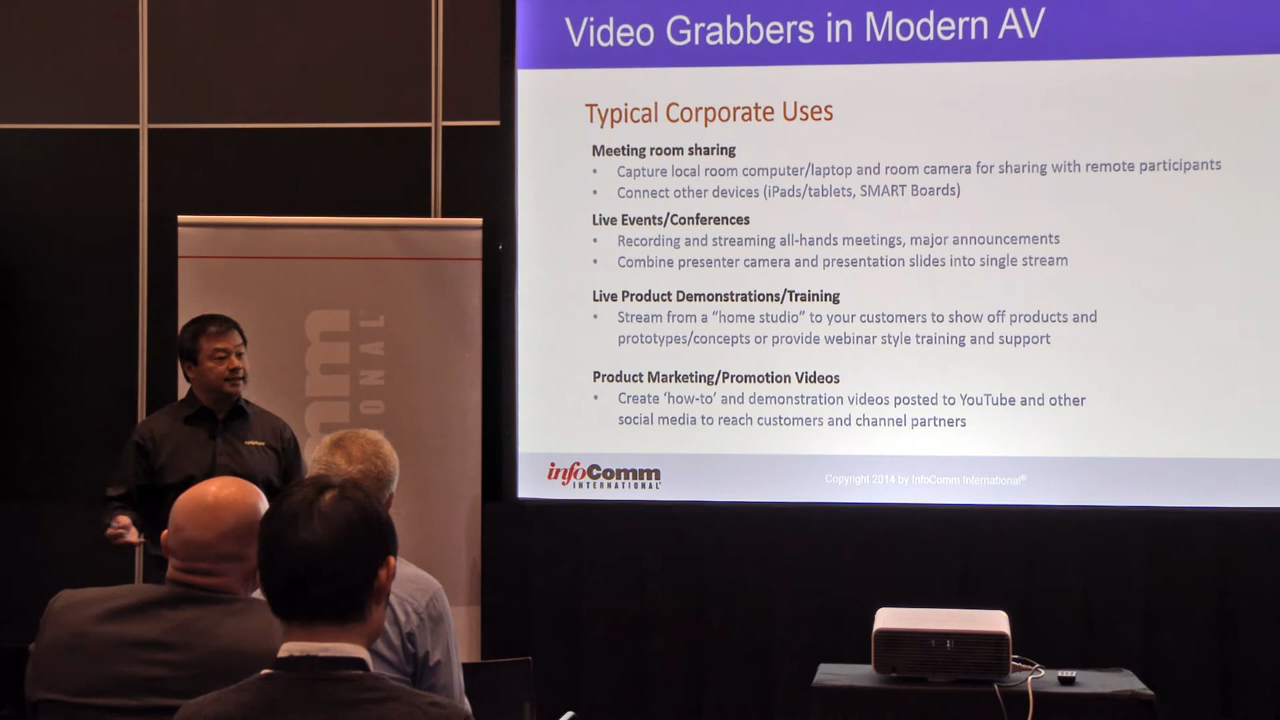 Video Grabbers in Modern AV
Typical Corporate Uses
Meeting room sharing
• Capture local room computer/laptop and room camera for sharing with remote participants
• Connect other devices (iPads/tablets, SMART Boards)
Live Events/Conferences
• Recording and streaming all-hands meetings, major announcements
• Combine presenter camera and presentation slides into single stream
Live Product Demonstrations/Training
• Stream from a “home studio” to your customers to show off products and
prototypes/concepts or provide webinar style training and support
Product Marketing/Promotion Videos
• Create ‘how-to’ and demonstration videos posted to YouTube and other
social media to reach customers and channel partners
infoComm
INTERNATIONAL®
Copyright 2014 by InfoComm International®
mm
ONAL